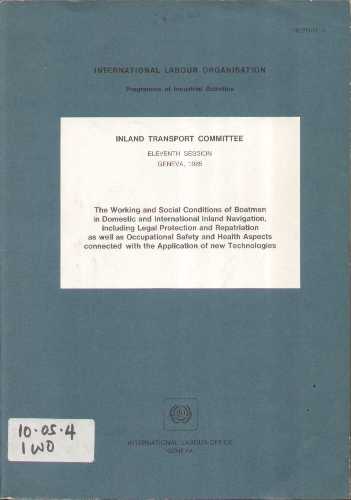 INTERNATIONAL LABOUR ORGANISATION
Programme of Industrial Activities
INLAND TRANSPORT COMMITTEE
ELEVENTH SESSION
GENEVA, 1985
The Working and Social Conditions of Boatmen
in Domestic and International Inland Navigation,
including Legal Protection and Repatriation
as well as Occupational Safety and Health Aspects
connected with the Application of new Technologies
10.05.4
IWO
INTERNATIONAL LABOUR OFFICE
GENEVA